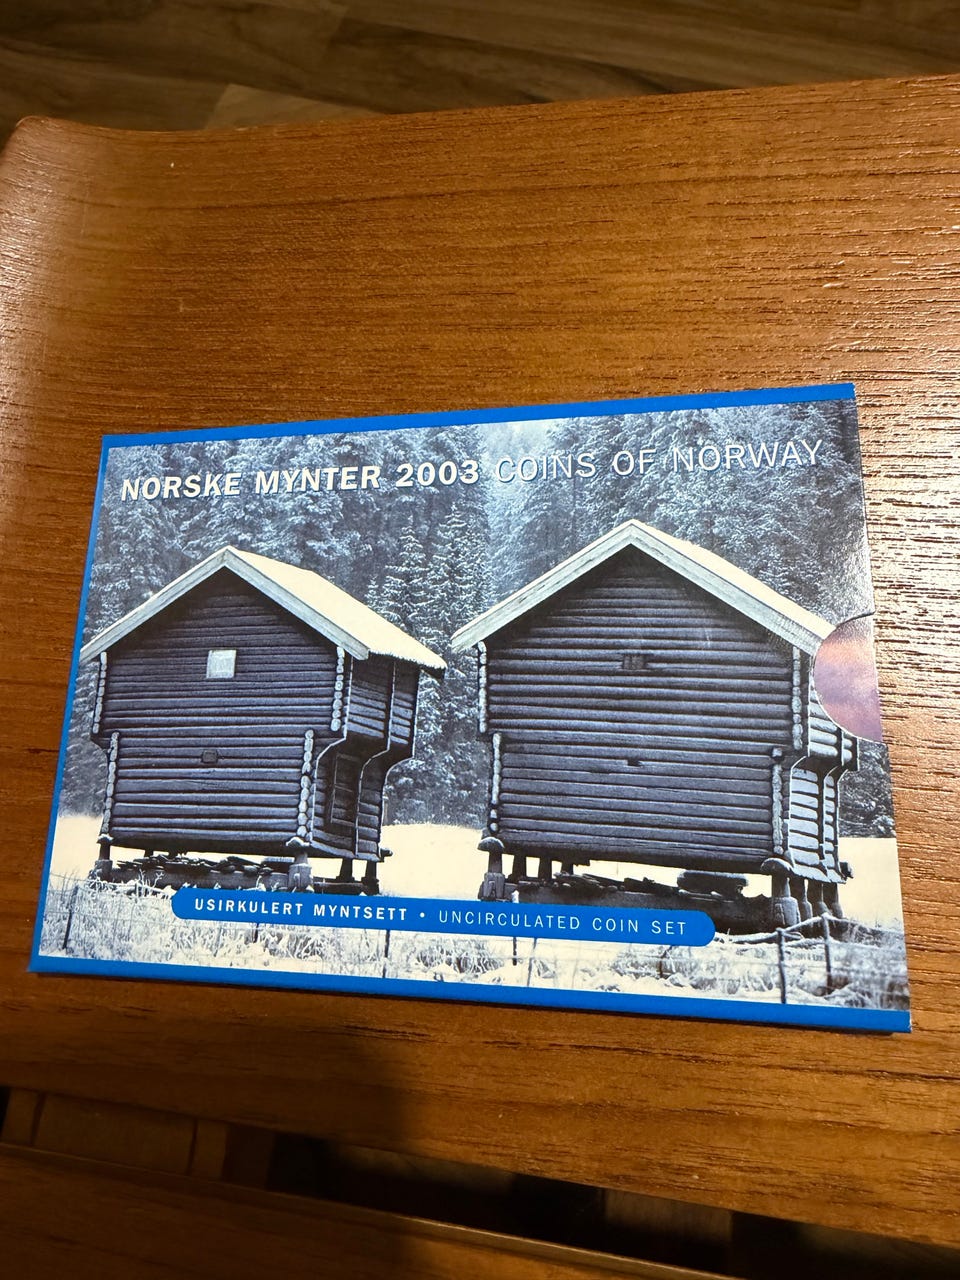 NORSKE MYNTER 2003 COINS OF NORWAY
USIRKULERT MYNTSETT • UNCIRCULATED COIN SET